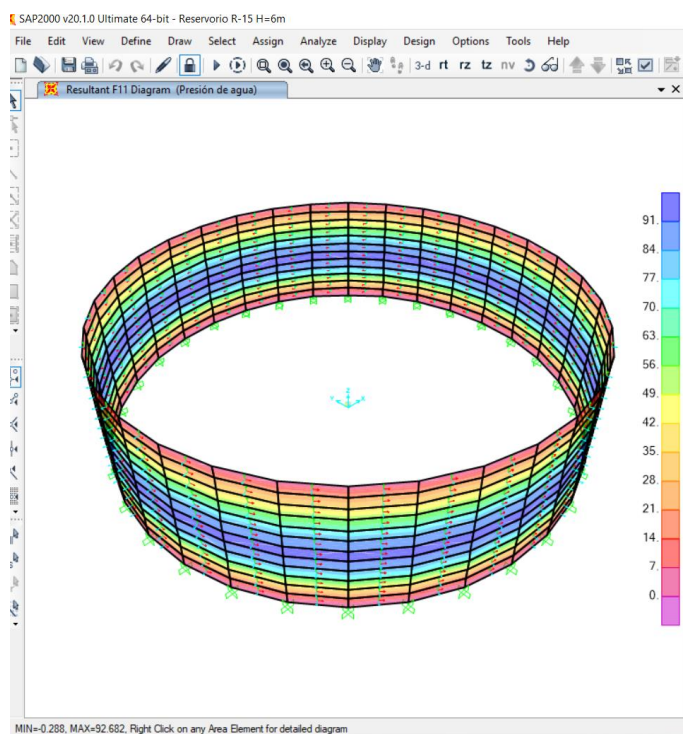 SAP2000 v20.1.0 Ultimate 64-bit - Reservorio R-15 H=6m
File Edit View Define Draw Select Assign Analyze Display Design Options Tools Help
3-d rt rz tz nv
Resultant F11 Diagram (Presión de agua)
91.
84.
77.
70.
63.
56.
49.
42.
35.
28.
21.
14.
7.
0.
MIN=-0.288, MAX=92.682, Right Click on any Area Element for detailed diagram